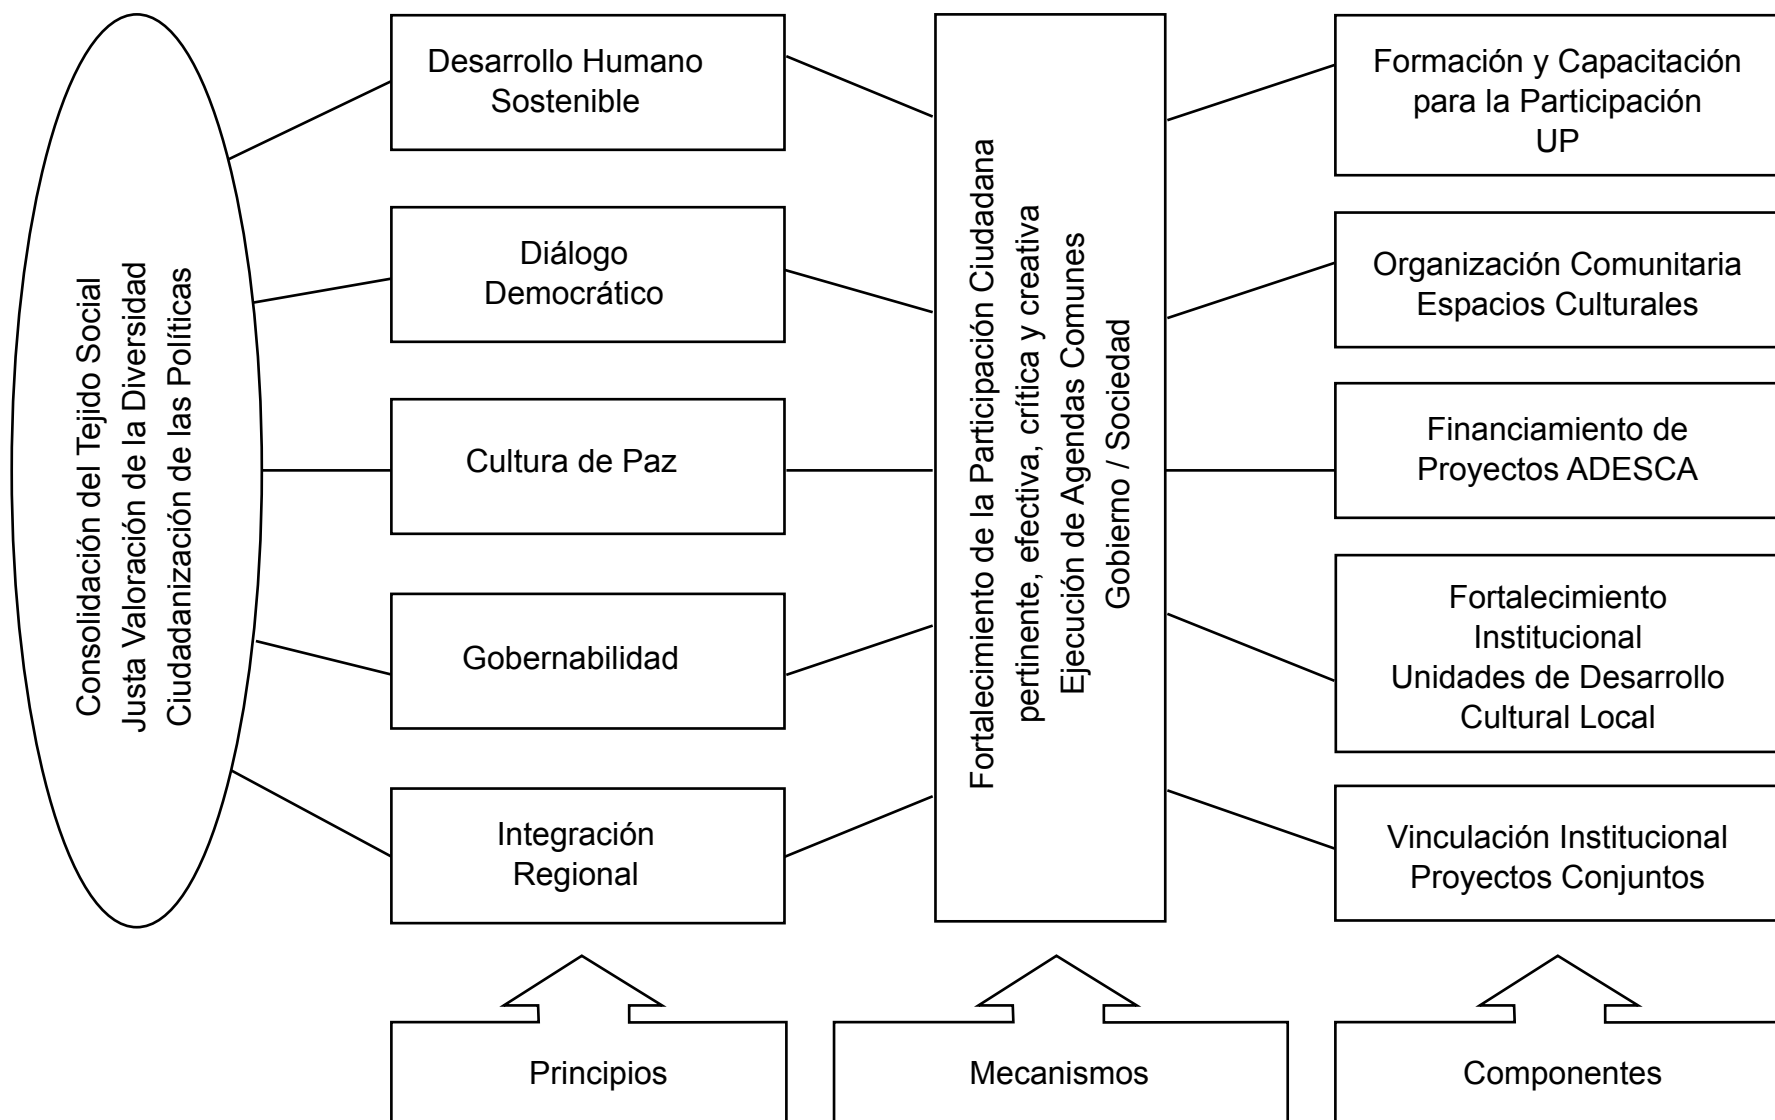 Consolidación del Tejido Social
Justa Valoración de la Diversidad
Ciudadanización de las Políticas
Desarrollo Humano
Sostenible
Diálogo
Democrático
Cultura de Paz
Gobernabilidad
Integración
Regional
Fortalecimiento de la Participación Ciudadana
pertinente, efectiva, crítica y creativa
Ejecución de Agendas Comunes
Gobierno / Sociedad
Formación y Capacitación
para la Participación
UP
Organización Comunitaria
Espacios Culturales
Financiamiento de
Proyectos ADESCA
Fortalecimiento
Institucional
Unidades de Desarrollo
Cultural Local
Vinculación Institucional
Proyectos Conjuntos
Principios
Mecanismos
Componentes